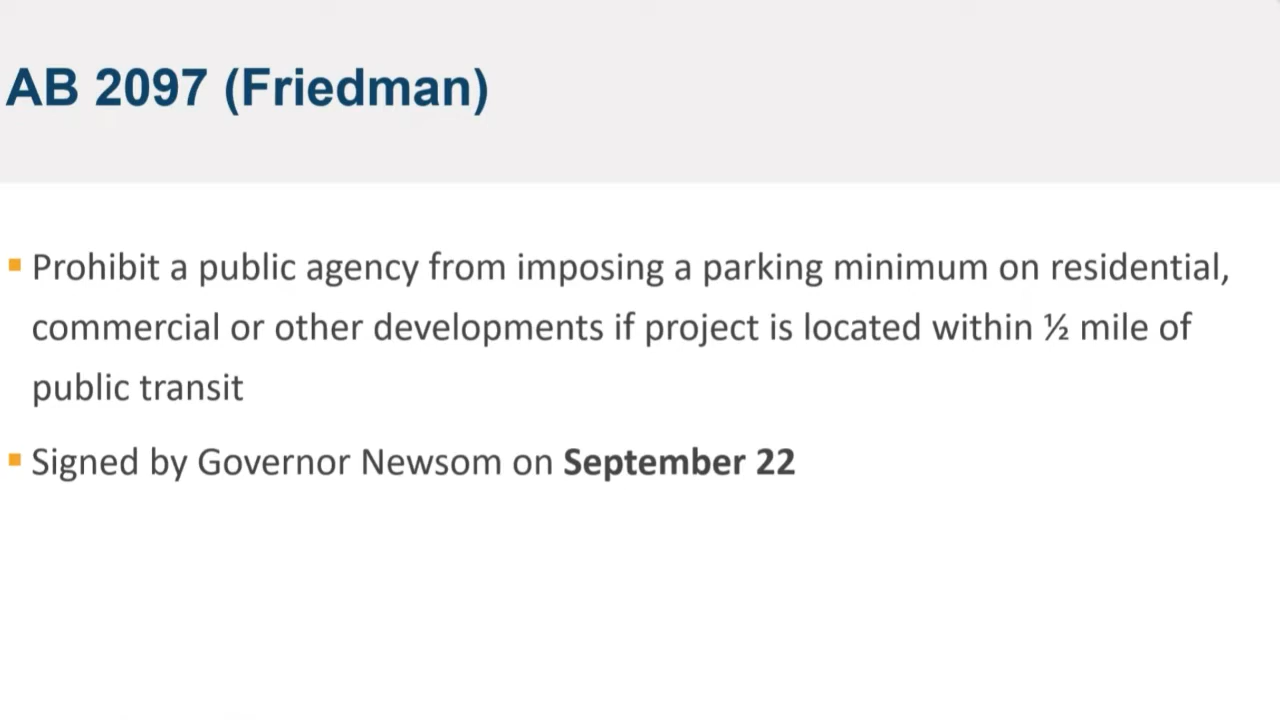 AB 2097 (Friedman)
▪ Prohibit a public agency from imposing a parking minimum on residential,
commercial or other developments if project is located within ½ mile of
public transit
▪ Signed by Governor Newsom on September 22